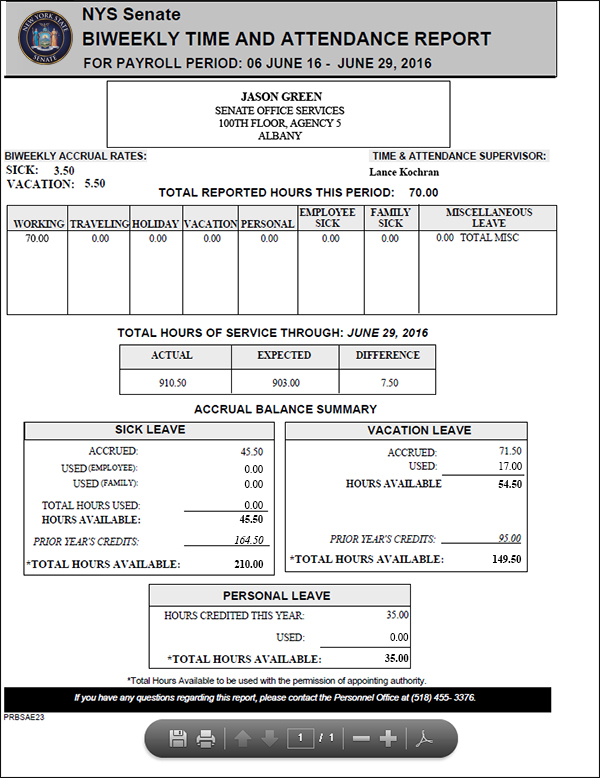 NYS Senate
BIWEEKLY TIME AND ATTENDANCE REPORT
FOR PAYROLL PERIOD: 06 JUNE 16 - JUNE 29, 2016
NEW YORK STATE
SENATE
JASON GREEN
SENATE OFFICE SERVICES
100TH FLOOR, AGENCY 5
ALBANY
BIWEEKLY ACCRUAL RATES: TIME & ATTENDANCE SUPERVISOR:
SICK: 3.50 Lance Kochran
VACATION: 5.50
TOTAL REPORTED HOURS THIS PERIOD: 70.00
WORKING TRAVELING HOLIDAY VACATION PERSONAL EMPLOYEE SICK FAMILY SICK MISCELLANEOUS LEAVE
70.00 0.00 0.00 0.00 0.00 0.00 0.00 0.00 TOTAL MISC
TOTAL HOURS OF SERVICE THROUGH: JUNE 29, 2016
ACTUAL EXPECTED DIFFERENCE
910.50 903.00 7.50
ACCRUAL BALANCE SUMMARY
SICK LEAVE
ACCRUED: 45.50
USED (EMPLOYEE): 0.00
USED (FAMILY): 0.00
TOTAL HOURS USED: 0.00
HOURS AVAILABLE: 45.50
PRIOR YEAR'S CREDITS: 164.50
*TOTAL HOURS AVAILABLE: 210.00
VACATION LEAVE
ACCRUED: 71.50
USED: 17.00
HOURS AVAILABLE 54.50
PRIOR YEAR'S CREDITS: 95.00
*TOTAL HOURS AVAILABLE: 149.50
PERSONAL LEAVE
HOURS CREDITED THIS YEAR: 35.00
USED: 0.00
*TOTAL HOURS AVAILABLE: 35.00
*Total Hours Available to be used with the permission of appointing authority.
If you have any questions regarding this report, please contact the Personnel Office at (518) 455- 3376.
PRBSAE23
1 / 1